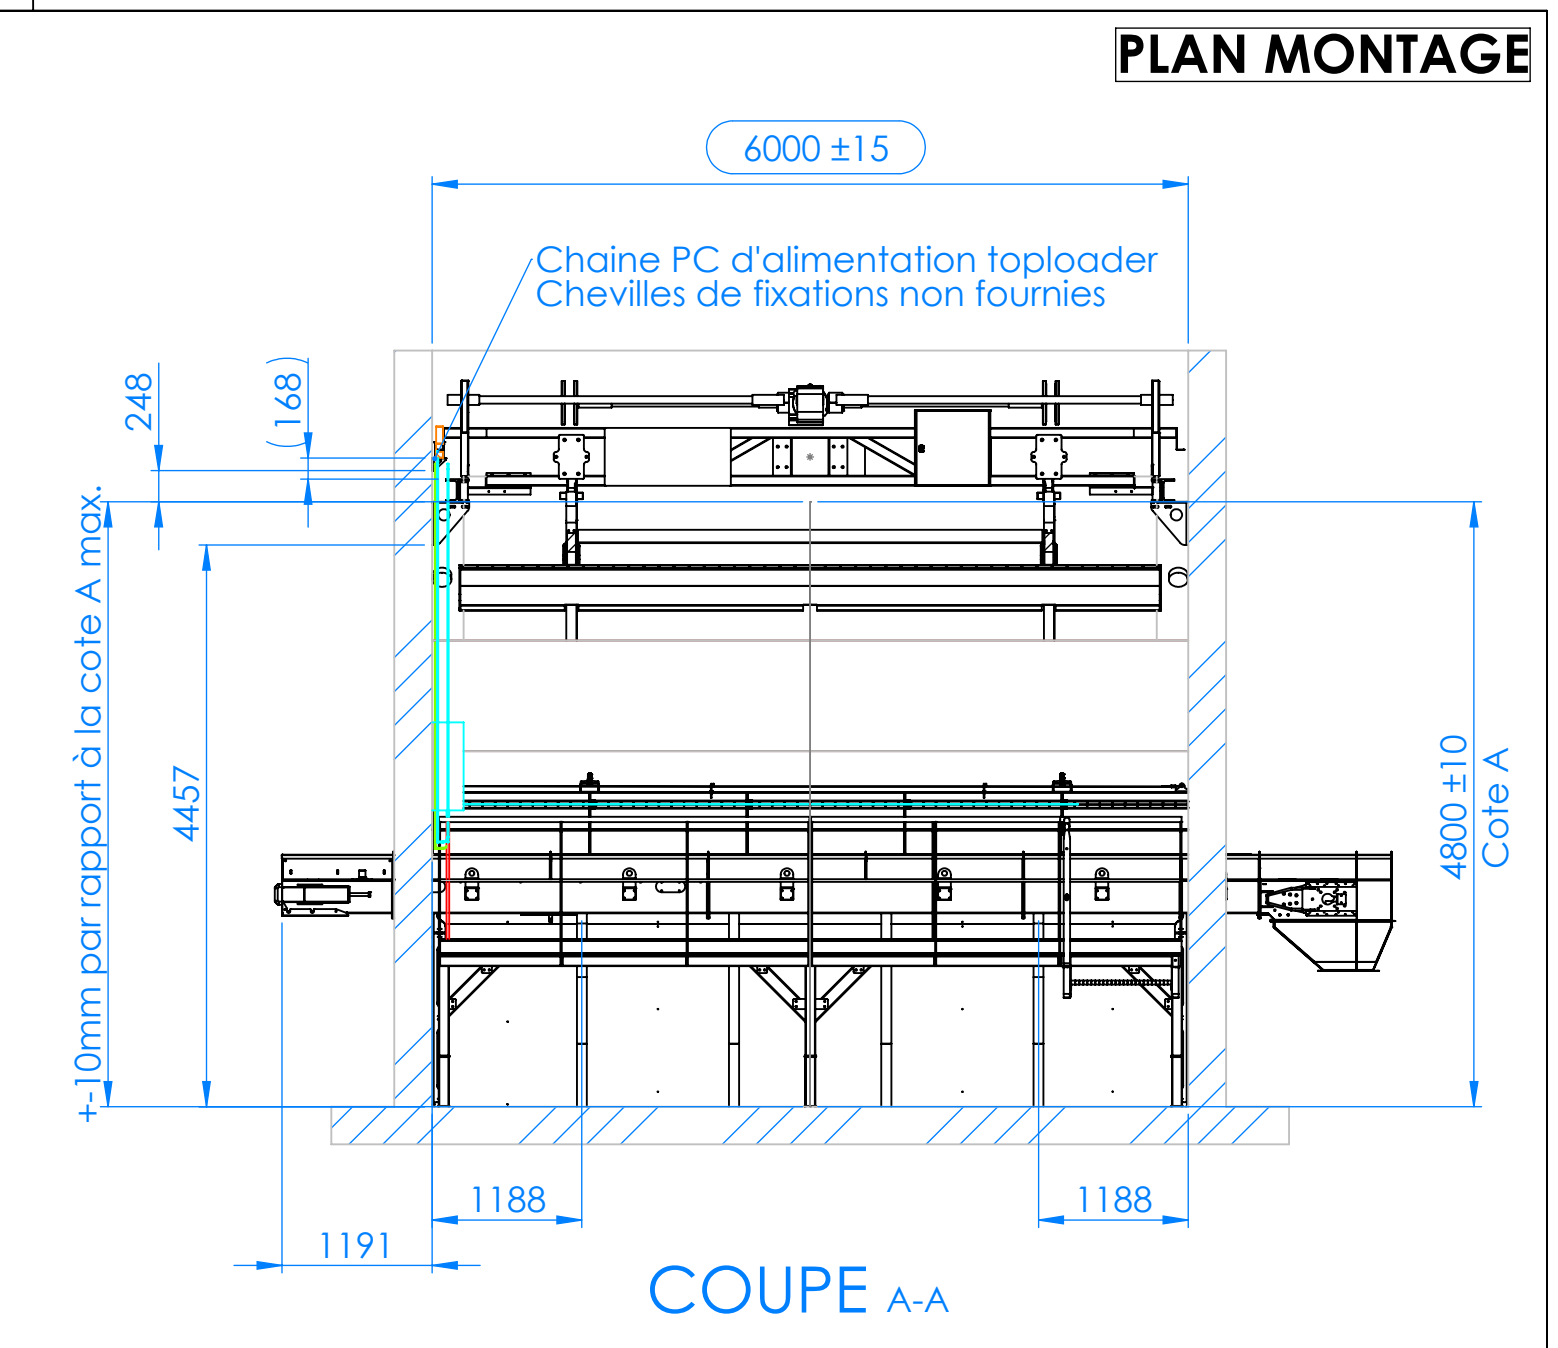 PLAN MONTAGE
6000 ±15
Chaine PC d'alimentation toploader
Chevilles de fixations non fournies
248
(168)
+-10mm par rapport à la cote A max.
4457
4800 ±10
Cote A
1188
1188
1191
COUPE A-A